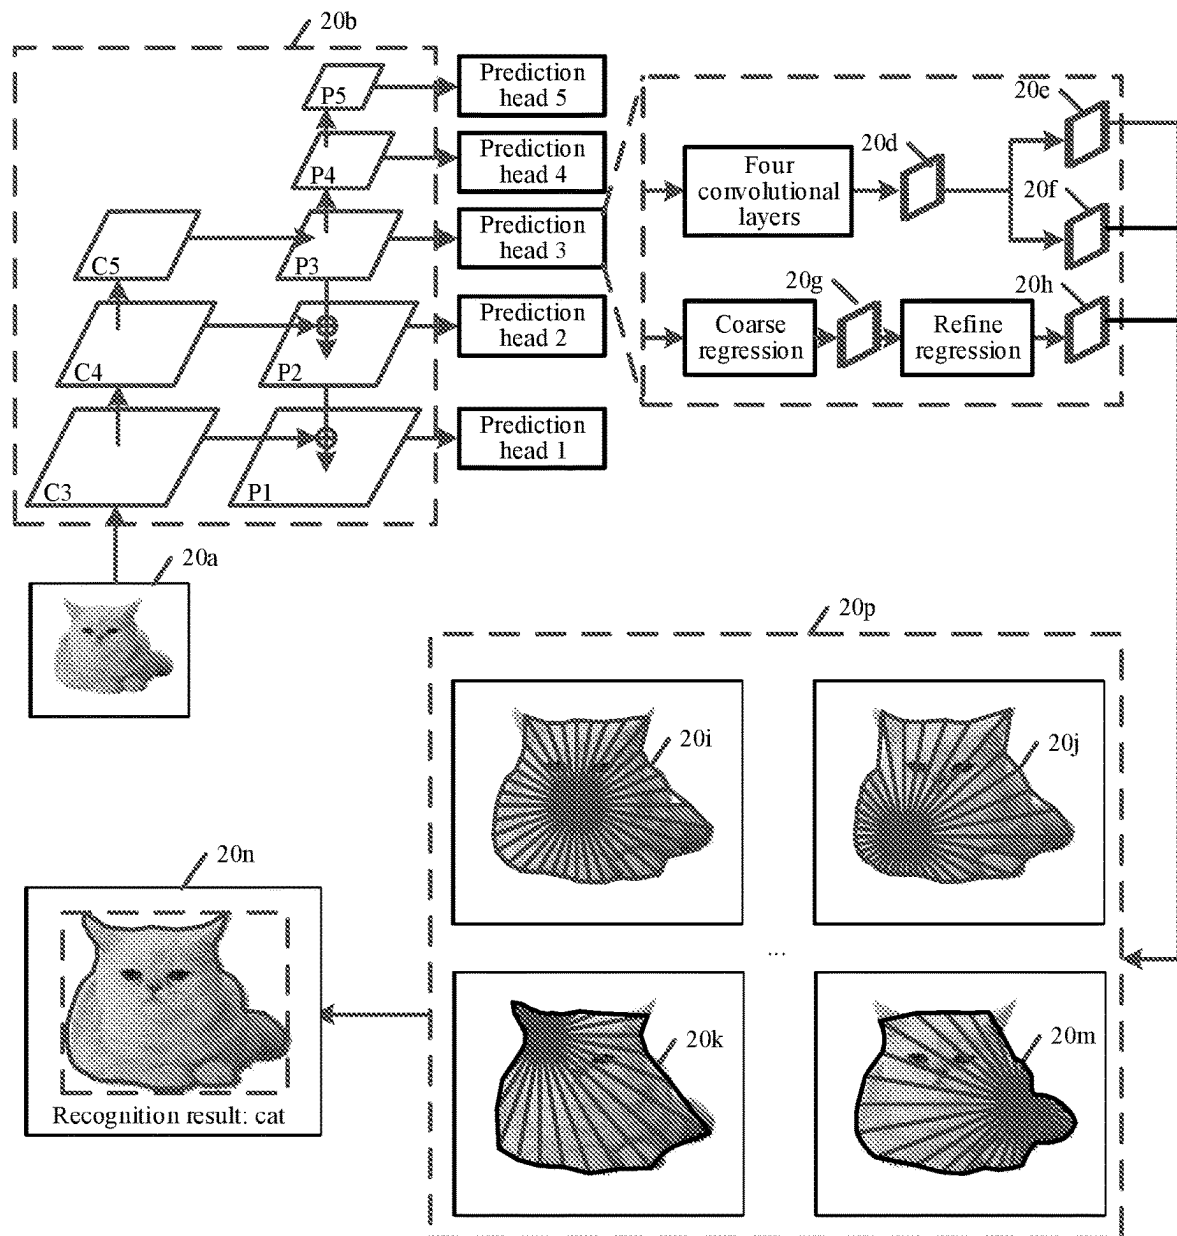 20b
P5
Prediction
head 5
P4
Prediction
head 4
C5
P3
Prediction
head 3
C4
P2
Prediction
head 2
C3
P1
Prediction
head 1
Four
convolutional
layers
20d
20e
20f
Coarse
regression
20g
Refine
regression
20h
20a
20p
20i
20j
...
20k
20m
20n
Recognition result: cat